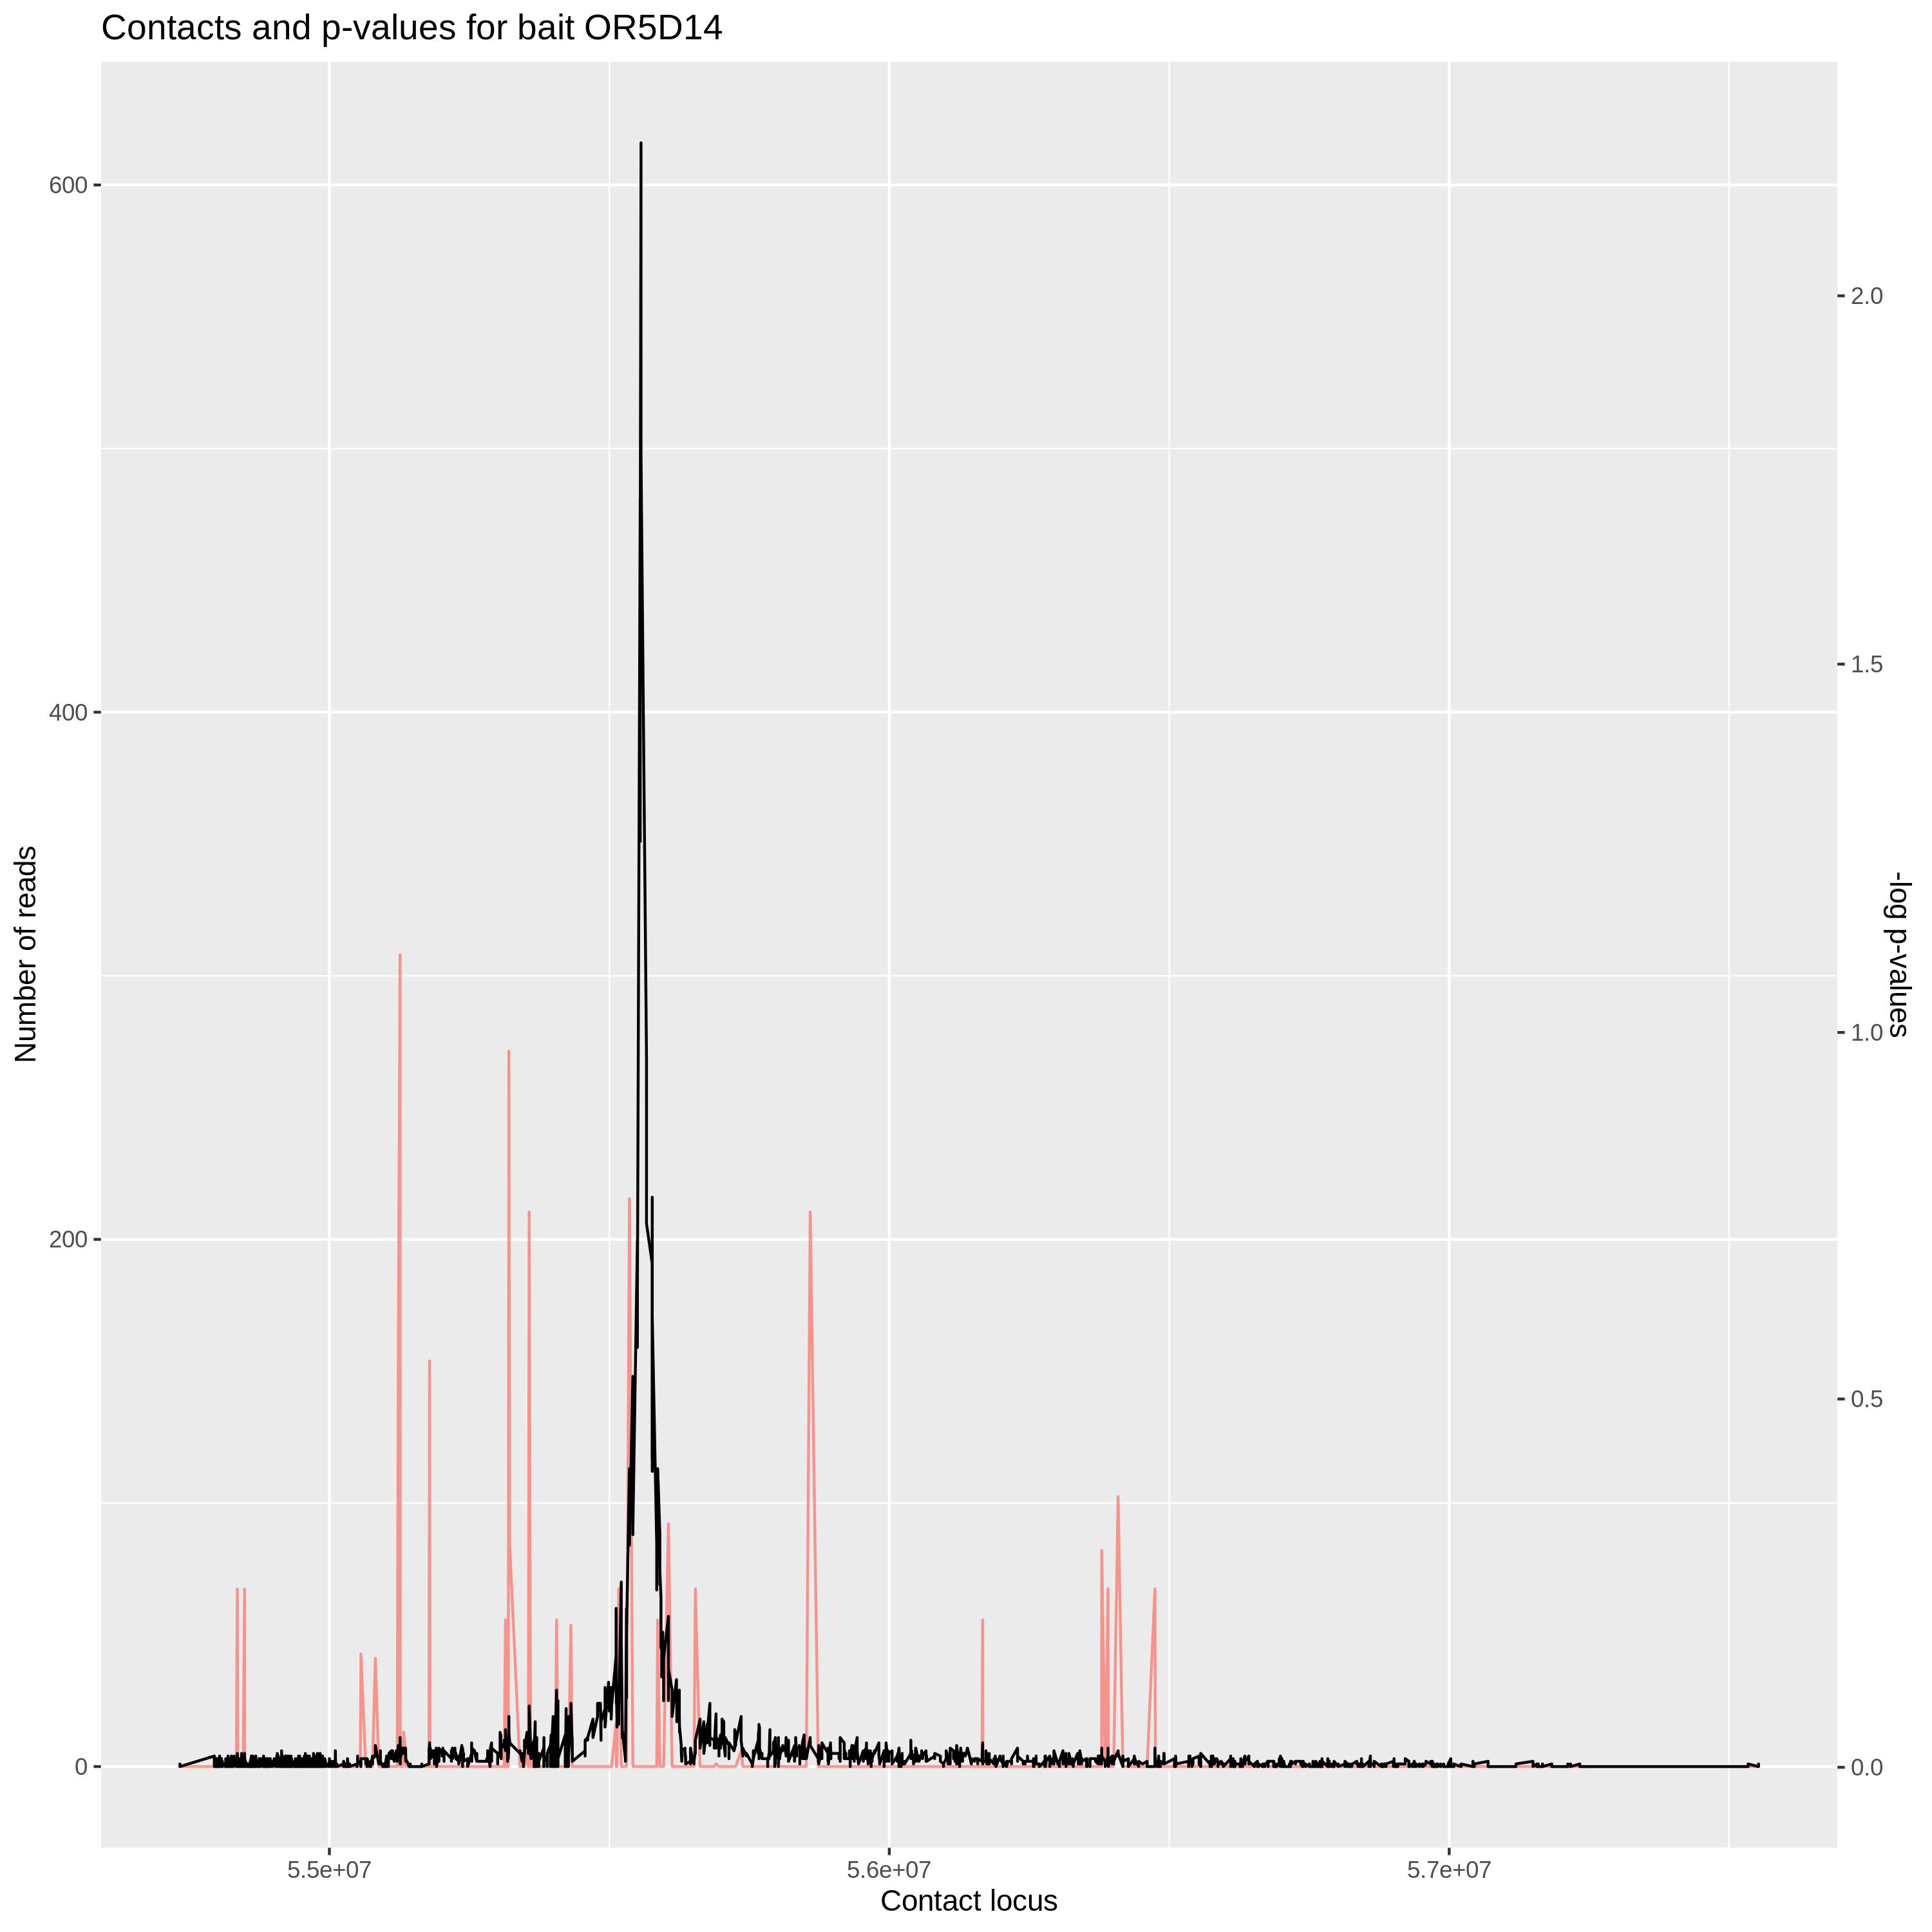 Contacts and p-values for bait OR5D14
600
400
200
0
Number of reads
2.0
1.5
1.0
0.5
0.0
-log p-values
5.5e+07
5.6e+07
5.7e+07
Contact locus